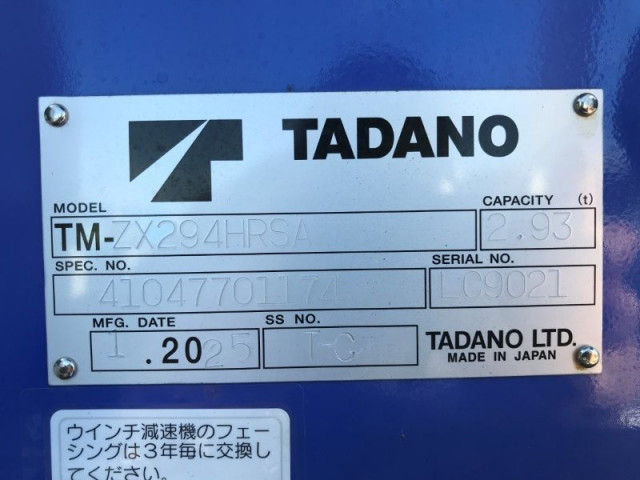 TADANO
MODEL
TM-ZX294HRSA
CAPACITY (t)
2.93
SPEC. NO.
41047701174
SERIAL NO.
LC9021
MFG. DATE
1 .2025
SS NO.
T-C
TADANO LTD.
MADE IN JAPAN
ウインチ減速機のフェー
シングは3年毎に交換し
てください。